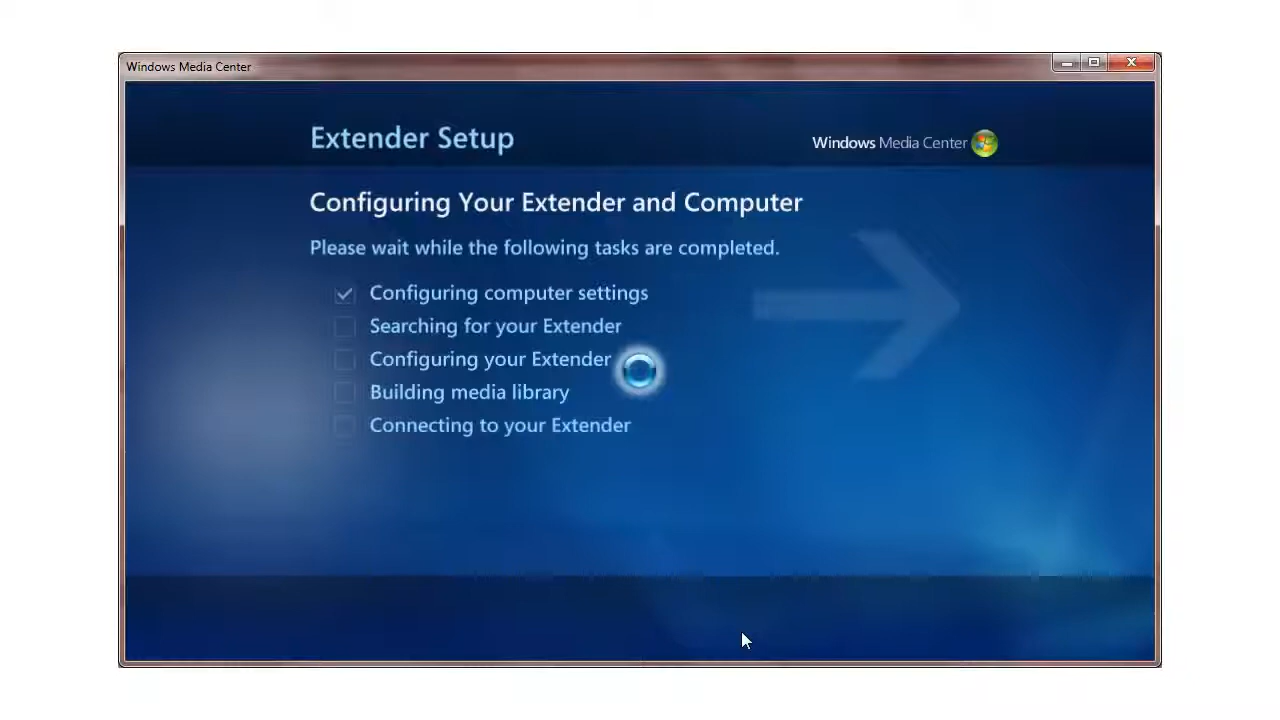 Windows Media Center
Extender Setup
Windows Media Center
Configuring Your Extender and Computer
Please wait while the following tasks are completed.
Configuring computer settings
Searching for your Extender
Configuring your Extender
Building media library
Connecting to your Extender